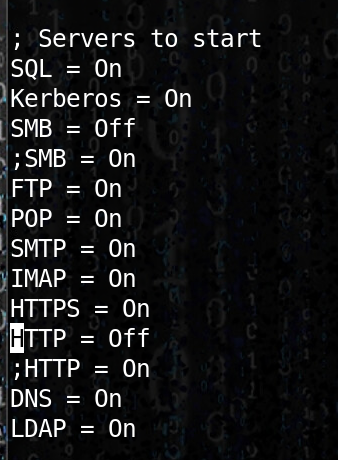 ; Servers to start
SQL = On
Kerberos = On
SMB = Off
;SMB = On
FTP = On
POP = On
SMTP = On
IMAP = On
HTTPS = On
HTTP = Off
;HTTP = On
DNS = On
LDAP = On